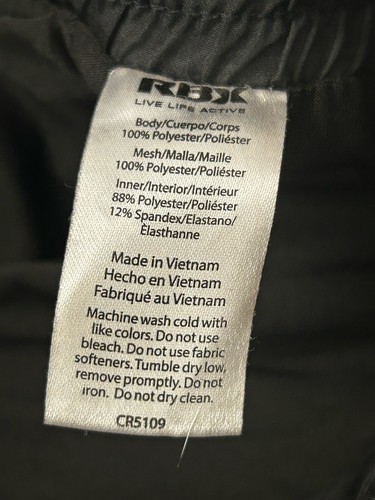 RBX
LIVE LIFE ACTIVE
Body/Cuerpo/Corps
100% Polyester/Poliéster
Mesh/Malla/Maille
100% Polyester/Poliéster
Inner/Interior/Intérieur
88% Polyester/Poliéster
12% Spandex/Elastano/
Élasthanne
Made in Vietnam
Hecho en Vietnam
Fabriqué au Vietnam
Machine wash cold with
like colors. Do not use
bleach. Do not use fabric
softeners. Tumble dry low,
remove promptly. Do not
iron. Do not dry clean.
CR5109